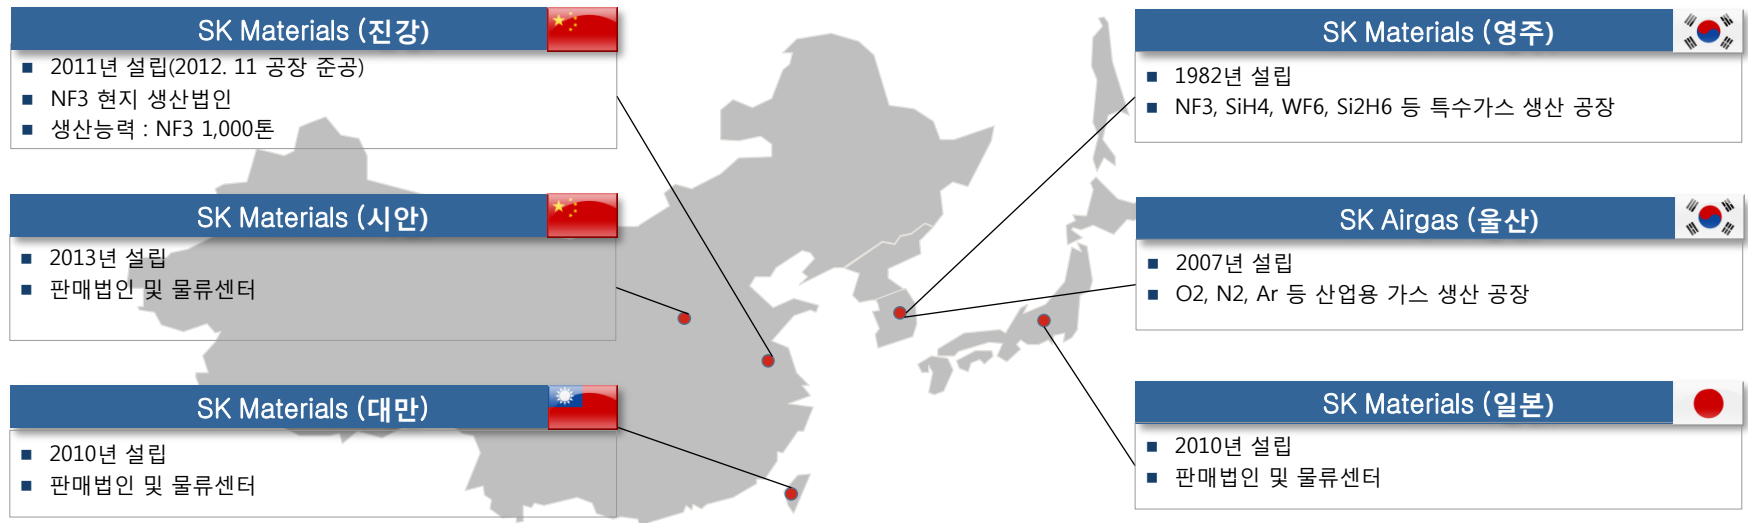 SK Materials (진강)
■ 2011년 설립(2012. 11 공장 준공)
■ NF3 현지 생산법인
■ 생산능력 : NF3 1,000톤
SK Materials (시안)
■ 2013년 설립
■ 판매법인 및 물류센터
SK Materials (대만)
■ 2010년 설립
■ 판매법인 및 물류센터
SK Materials (영주)
■ 1982년 설립
■ NF3, SiH4, WF6, Si2H6 등 특수가스 생산 공장
SK Airgas (울산)
■ 2007년 설립
■ O2, N2, Ar 등 산업용 가스 생산 공장
SK Materials (일본)
■ 2010년 설립
■ 판매법인 및 물류센터